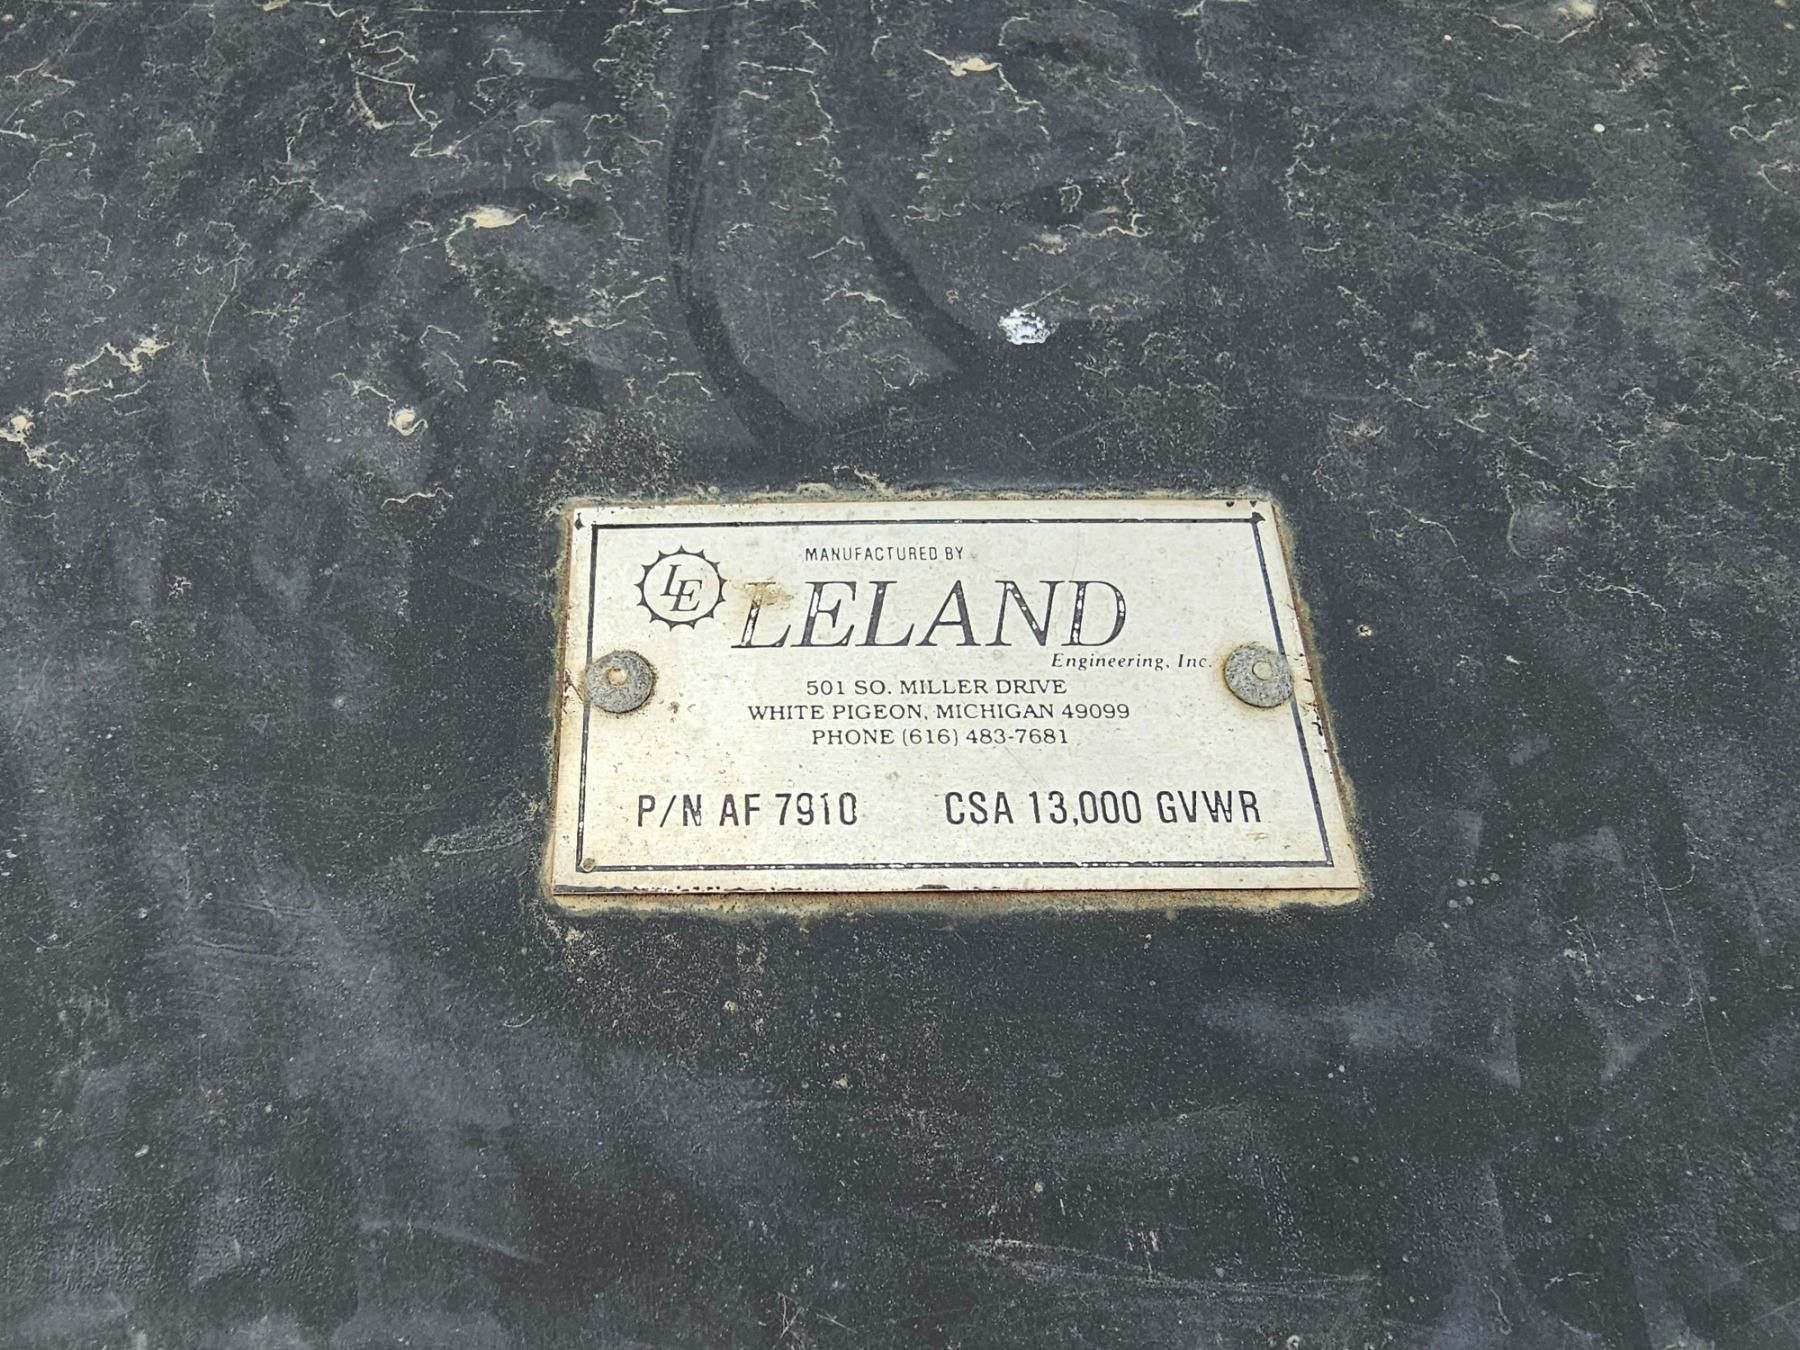 MANUFACTURED BY
LE
LELAND
Engineering, Inc.
501 SO. MILLER DRIVE
WHITE PIGEON, MICHIGAN 49099
PHONE (616) 483-7681
P/N AF 7910 CSA 13,000 GVWR